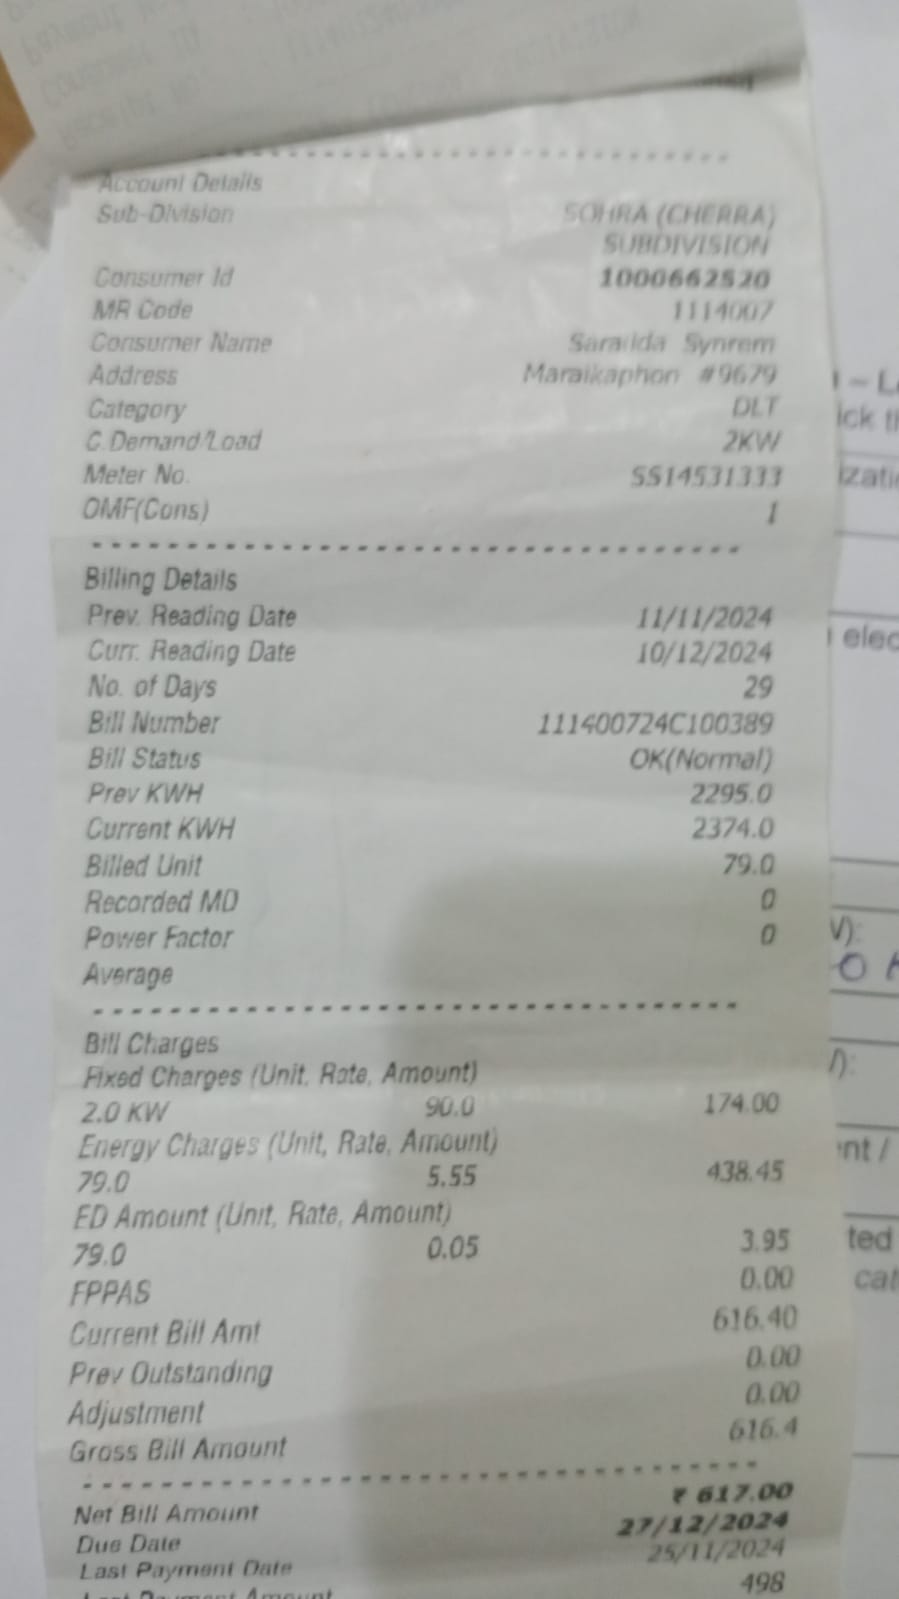 Account Details
Sub-Division SOHRA (CHERRA)
SUBDIVISION
Consumer Id 1000662520
MR Code 1114007
Consumer Name Saralida Synrem
Address Maraikaphon #9679
Category DLT
C.Demand/Load 2KW
Meter No. SS14531333
OMF(Cons) 1
Billing Details
Prev. Reading Date 11/11/2024
Curr. Reading Date 10/12/2024
No. of Days 29
Bill Number 111400724C100389
Bill Status OK(Normal)
Prev KWH 2295.0
Current KWH 2374.0
Billed Unit 79.0
Recorded MD 0
Power Factor 0
Average
Bill Charges
Fixed Charges (Unit, Rate, Amount)
2.0 KW 90.0 174.00
Energy Charges (Unit, Rate, Amount)
79.0 5.55 438.45
ED Amount (Unit, Rate, Amount)
79.0 0.05 3.95
FPPAS 0.00
Current Bill Amt 616.40
Prev Outstanding 0.00
Adjustment 0.00
Gross Bill Amount 616.4
Net Bill Amount ₹ 617.00
Due Date 27/12/2024
Last Payment Date 25/11/2024
Last Payment Amount 498